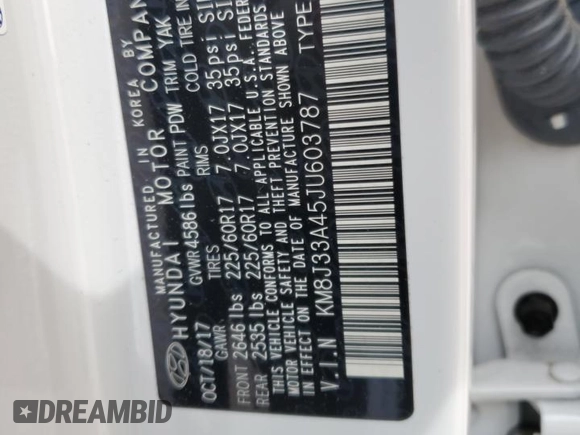 MANUFACTURED IN KOREA BY
HYUNDAI MOTOR COMPAN
GVWR 4586 lbs PAINT PDW TRIM YAK
OCT/18/17
GAWR TIRES RIMS COLD TIRE IN
FRONT 2646 lbs 225/60R17 7.0JX17 35psi SI
REAR 2535 lbs 225/60R17 7.0JX17 35psi SI
THIS VEHICLE CONFORMS TO ALL APPLICABLE U.S.A. FEDER
MOTOR VEHICLE SAFETY AND THEFT PREVENTION STANDARDS
IN EFFECT ON THE DATE OF MANUFACTURE SHOWN ABOVE
V.I.N KM8J33A45JU603787 TYPE
DREAMBID